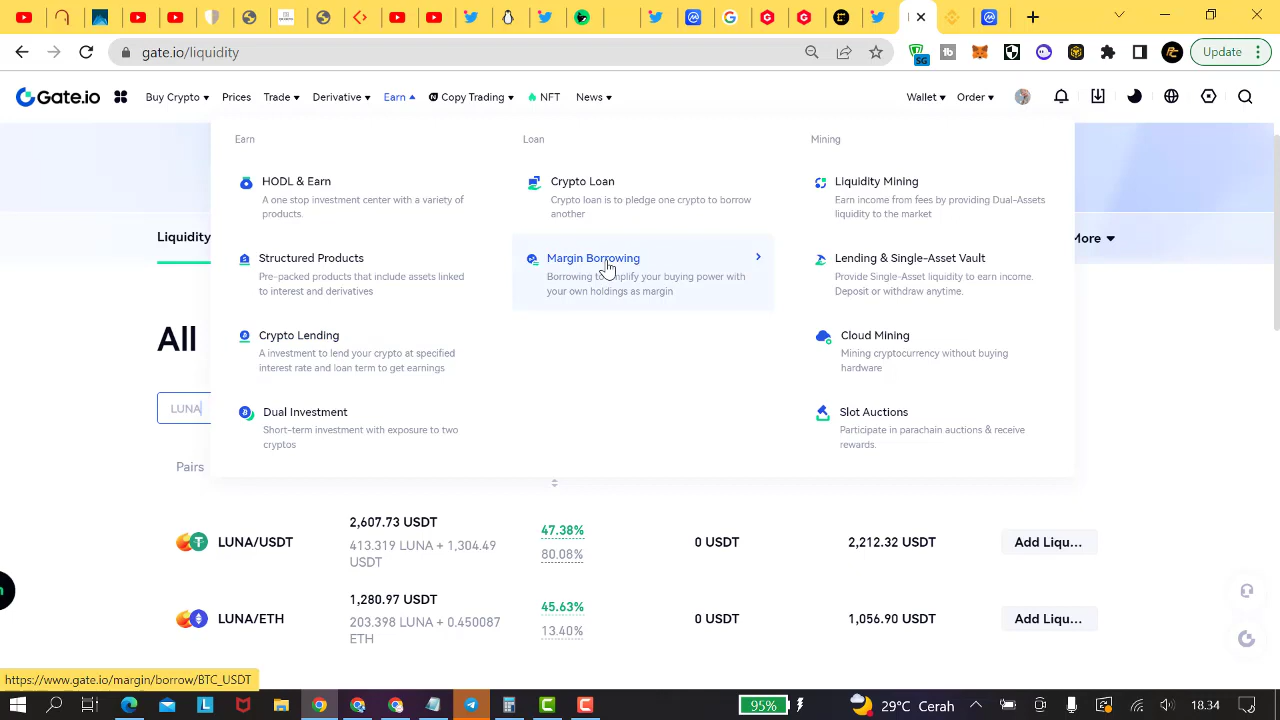 gate.io/liquidity
SG
Update
Gate.io
Buy Crypto
Prices
Trade
Derivative
Earn
Copy Trading
NFT
News
Wallet
Order
Earn
Loan
Mining
HODL & Earn
A one stop investment center with a variety of
products.
Crypto Loan
Crypto loan is to pledge one crypto to borrow
another
Liquidity Mining
Earn income from fees by providing Dual-Assets
liquidity to the market
Liquidity
More
Structured Products
Pre-packed products that include assets linked
to interest and derivatives
Margin Borrowing
Borrowing to amplify your buying power with
your own holdings as margin
Lending & Single-Asset Vault
Provide Single-Asset liquidity to earn income.
Deposit or withdraw anytime.
All
Crypto Lending
A investment to lend your crypto at specified
interest rate and loan term to get earnings
Cloud Mining
Mining cryptocurrency without buying
hardware
LUNA
Dual Investment
Short-term investment with exposure to two
cryptos
Slot Auctions
Participate in parachain auctions & receive
rewards.
Pairs
LUNA/USDT
2,607.73 USDT
413.319 LUNA + 1,304.49
USDT
47.38%
80.08%
0 USDT
2,212.32 USDT
Add Liqu...
LUNA/ETH
1,280.97 USDT
203.398 LUNA + 0.450087
ETH
45.63%
13.40%
0 USDT
1,056.90 USDT
Add Liqu...
https://www.gate.io/margin/borrow/BTC_USDT
95%
29°C Cerah
18.34